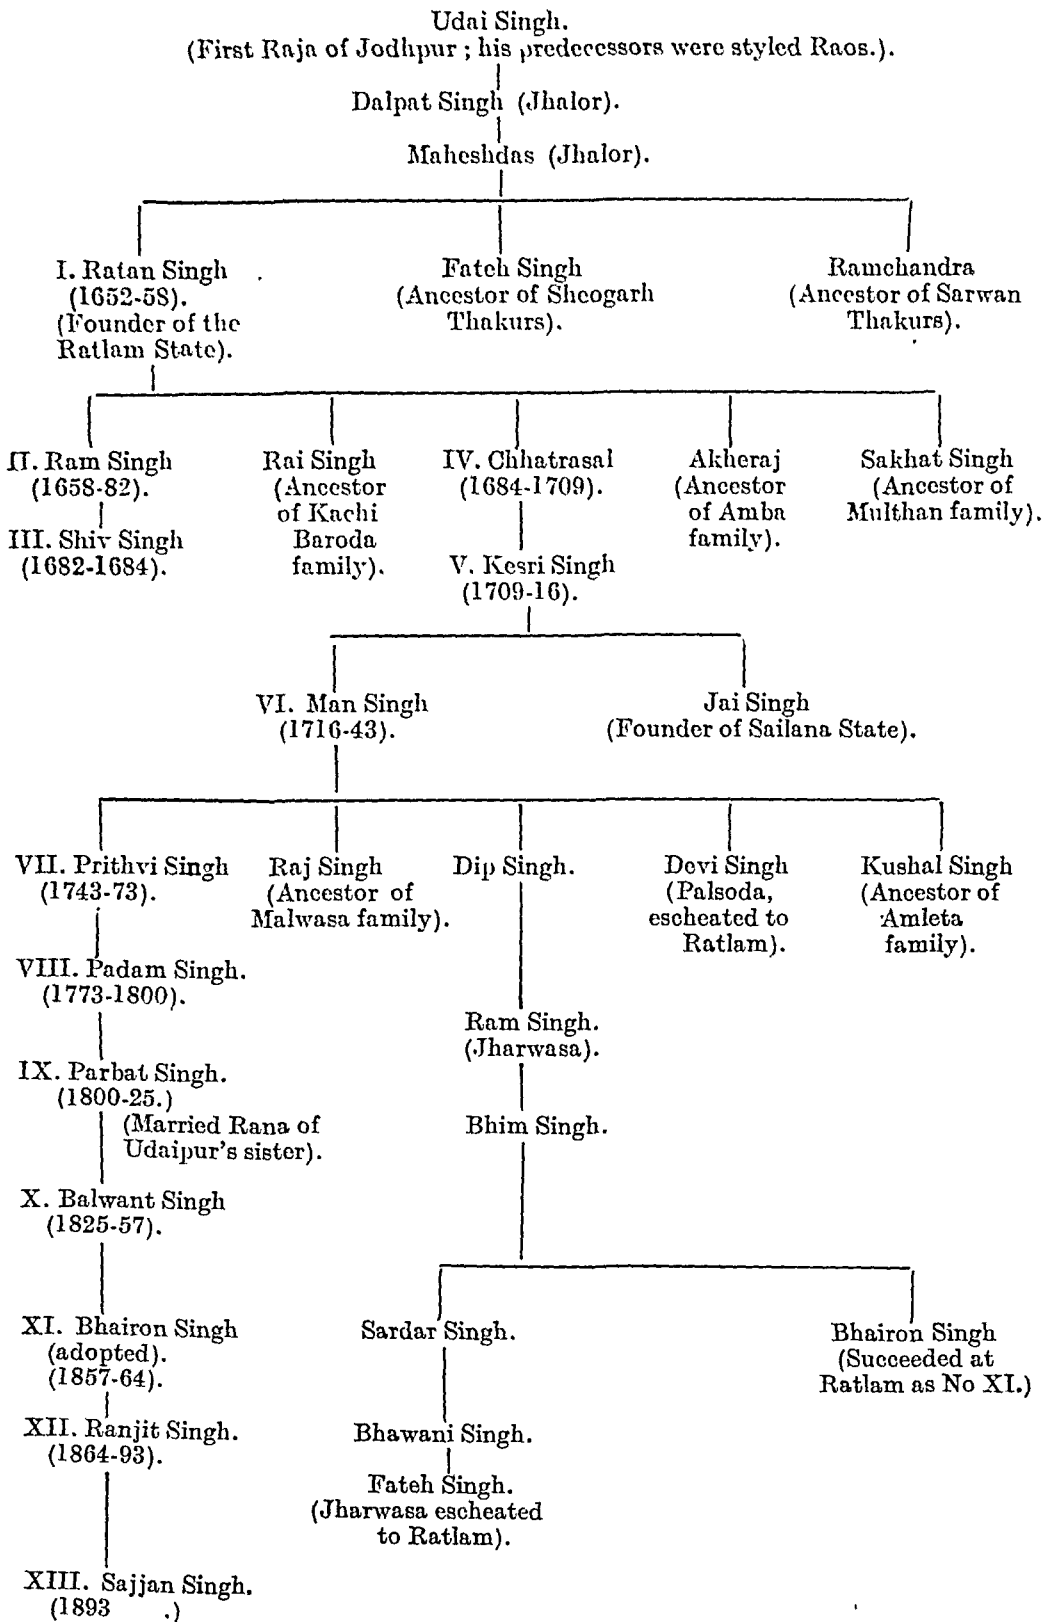 Udai Singh.
(First Raja of Jodhpur ; his predecessors were styled Raos.).
Dalpat Singh (Jhalor).
Maheshdas (Jhalor).
I. Ratan Singh
(1652-58).
(Founder of the
Ratlam State).
Fateh Singh
(Ancestor of Sheogarh
Thakurs).
Ramchandra
(Ancestor of Sarwan
Thakurs).
II. Ram Singh
(1658-82).
III. Shiv Singh
(1682-1684).
Rai Singh
(Ancestor
of Kachi
Baroda
family).
IV. Chhatrasal
(1684-1709).
V. Kesri Singh
(1709-16).
Akheraj
(Ancestor
of Amba
family).
Sakhat Singh
(Ancestor of
Multhan family).
VI. Man Singh
(1716-43).
Jai Singh
(Founder of Sailana State).
VII. Prithvi Singh
(1743-73).
Raj Singh
(Ancestor of
Malwasa family).
Dip Singh.
Devi Singh
(Palsoda,
escheated to
Ratlam).
Kushal Singh
(Ancestor of
Amleta
family).
VIII. Padam Singh.
(1773-1800).
Ram Singh.
(Jharwasa).
IX. Parbat Singh.
(1800-25.)
(Married Rana of
Udaipur's sister).
Bhim Singh.
X. Balwant Singh
(1825-57).
XI. Bhairon Singh
(adopted).
(1857-64).
Sardar Singh.
Bhairon Singh
(Succeeded at
Ratlam as No XI.)
XII. Ranjit Singh.
(1864-93).
Bhawani Singh.
Fateh Singh.
(Jharwasa escheated
to Ratlam).
XIII. Sajjan Singh.
(1893 .)